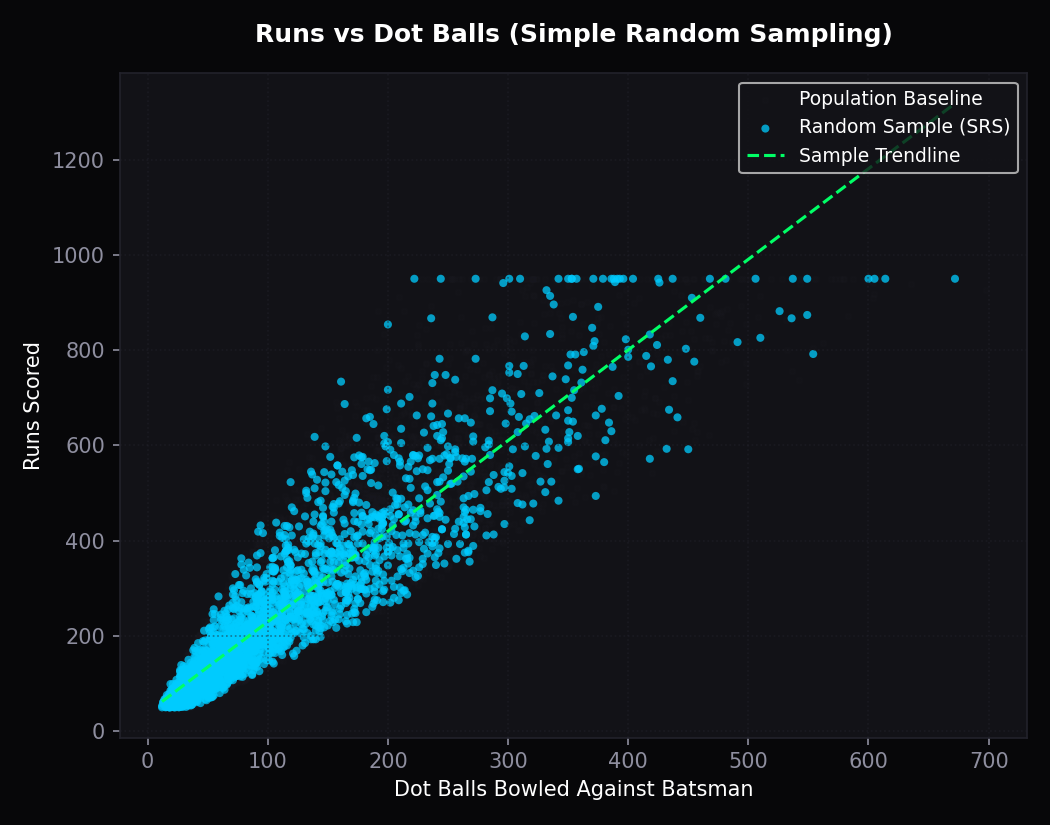 Runs vs Dot Balls (Simple Random Sampling)
Population Baseline
Random Sample (SRS)
Sample Trendline
1200
1000
800
600
400
200
0
Runs Scored
0 100 200 300 400 500 600 700
Dot Balls Bowled Against Batsman